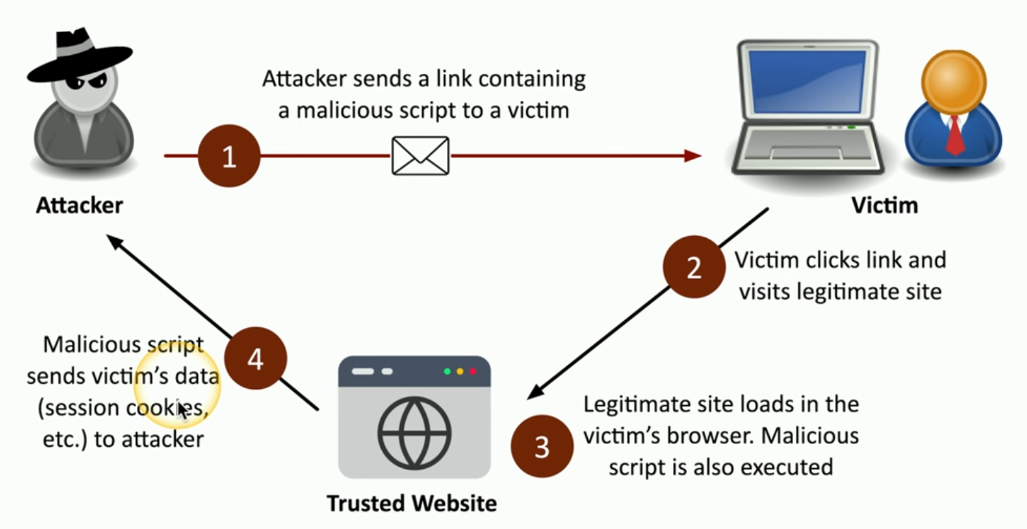 Attacker sends a link containing
a malicious script to a victim
1
Attacker
Victim
2
Victim clicks link and
visits legitimate site
Malicious script
sends victim's data
(session cookies,
etc.) to attacker
4
3
Legitimate site loads in the
victim's browser. Malicious
script is also executed
Trusted Website